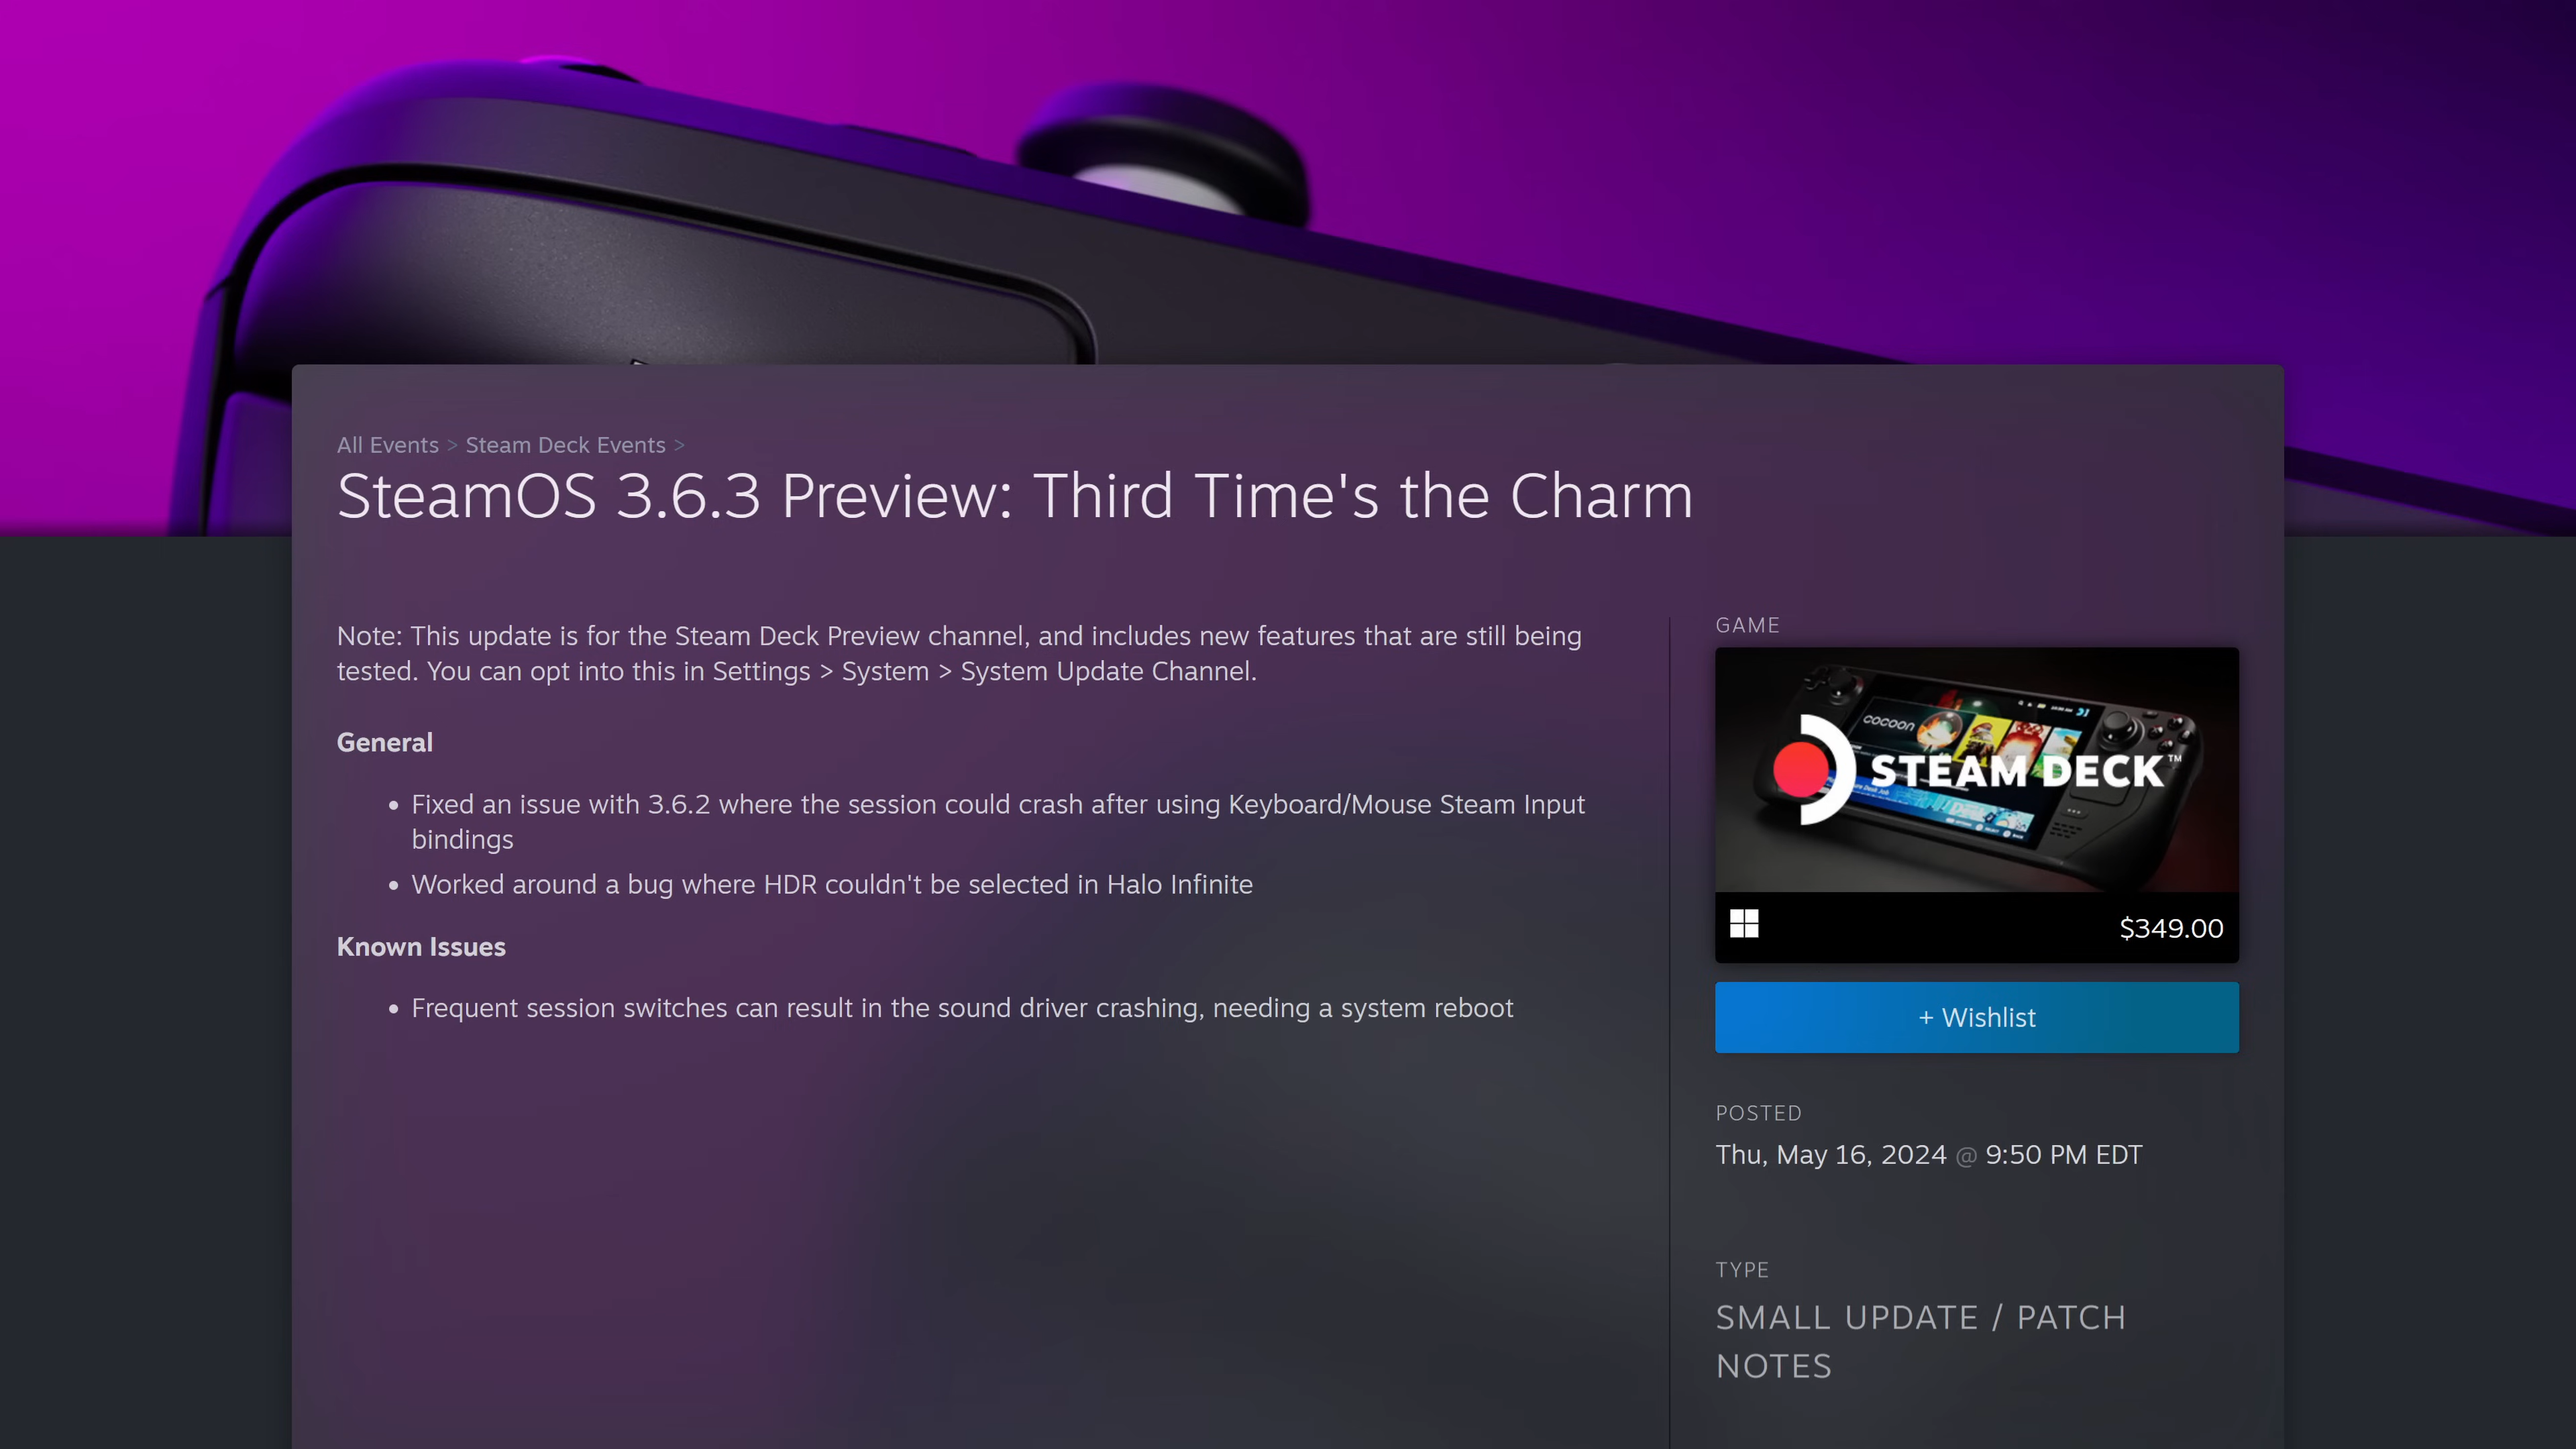 All Events > Steam Deck Events >
SteamOS 3.6.3 Preview: Third Time's the Charm
Note: This update is for the Steam Deck Preview channel, and includes new features that are still being
tested. You can opt into this in Settings > System > System Update Channel.
General
• Fixed an issue with 3.6.2 where the session could crash after using Keyboard/Mouse Steam Input
bindings
• Worked around a bug where HDR couldn't be selected in Halo Infinite
Known Issues
• Frequent session switches can result in the sound driver crashing, needing a system reboot
GAME
COCOON
STEAM DECK™
$349.00
+ Wishlist
POSTED
Thu, May 16, 2024 @ 9:50 PM EDT
TYPE
SMALL UPDATE / PATCH
NOTES